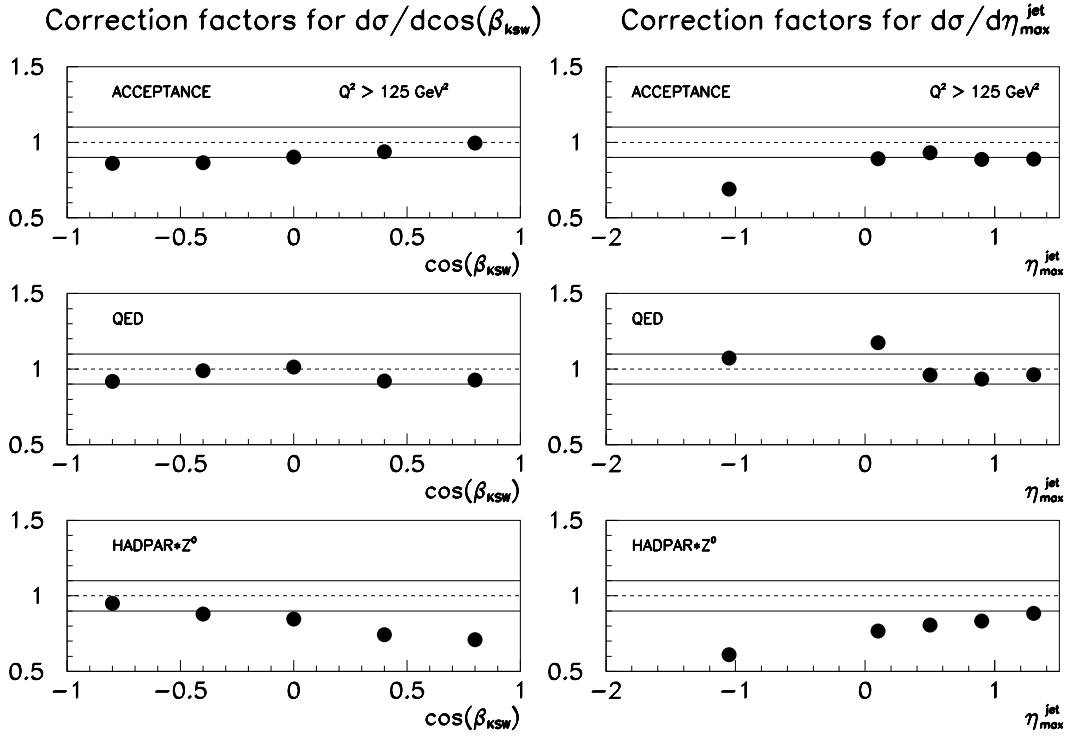 Correction factors for dσ/dcos(β_KSW)
1.5
ACCEPTANCE Q² > 125 GeV²
1
0.5
−1 −0.5 0 0.5 1
cos(β_KSW)
1.5
QED
1
0.5
−1 −0.5 0 0.5 1
cos(β_KSW)
1.5
HADPAR*Z⁰
1
0.5
−1 −0.5 0 0.5 1
cos(β_KSW)
Correction factors for dσ/dη_max^jet
1.5
ACCEPTANCE Q² > 125 GeV²
1
0.5
−2 −1 0 1
η_max^jet
1.5
QED
1
0.5
−2 −1 0 1
η_max^jet
1.5
HADPAR*Z⁰
1
0.5
−2 −1 0 1
η_max^jet